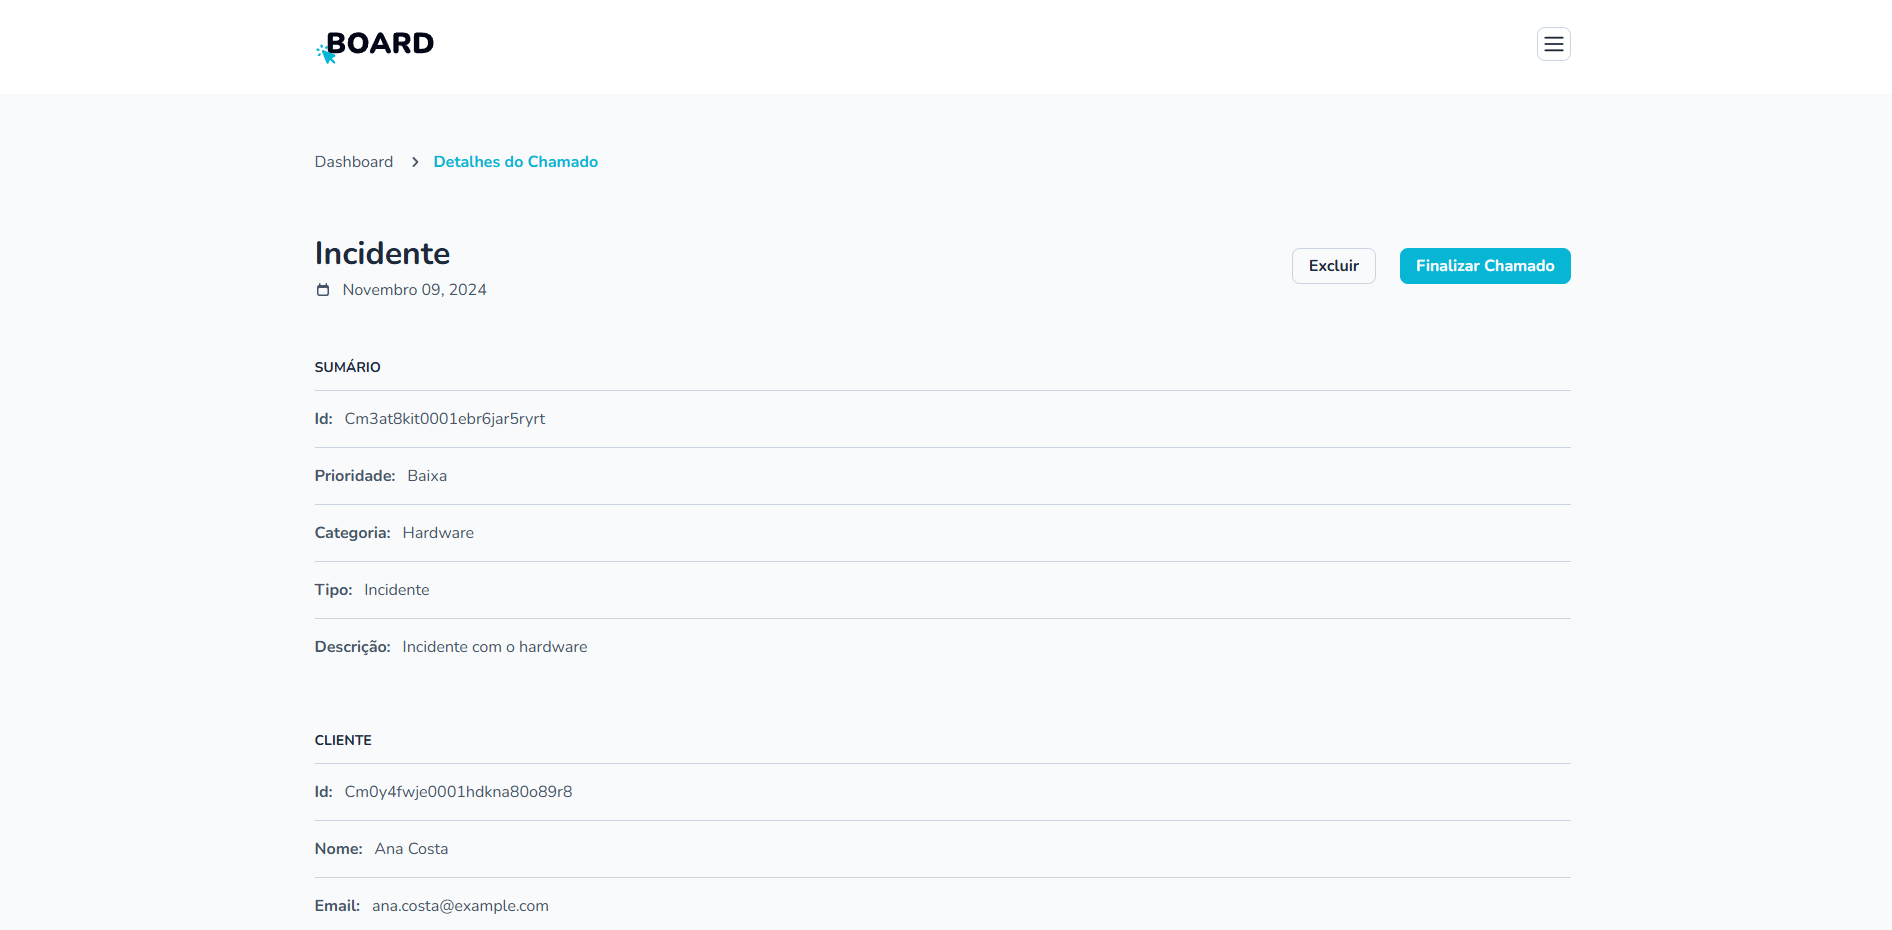 BOARD
Dashboard > Detalhes do Chamado
Incidente
Excluir
Finalizar Chamado
Novembro 09, 2024
SUMÁRIO
Id: Cm3at8kit0001ebr6jar5ryrt
Prioridade: Baixa
Categoria: Hardware
Tipo: Incidente
Descrição: Incidente com o hardware
CLIENTE
Id: Cm0y4fwje0001hdkna80o89r8
Nome: Ana Costa
Email: ana.costa@example.com